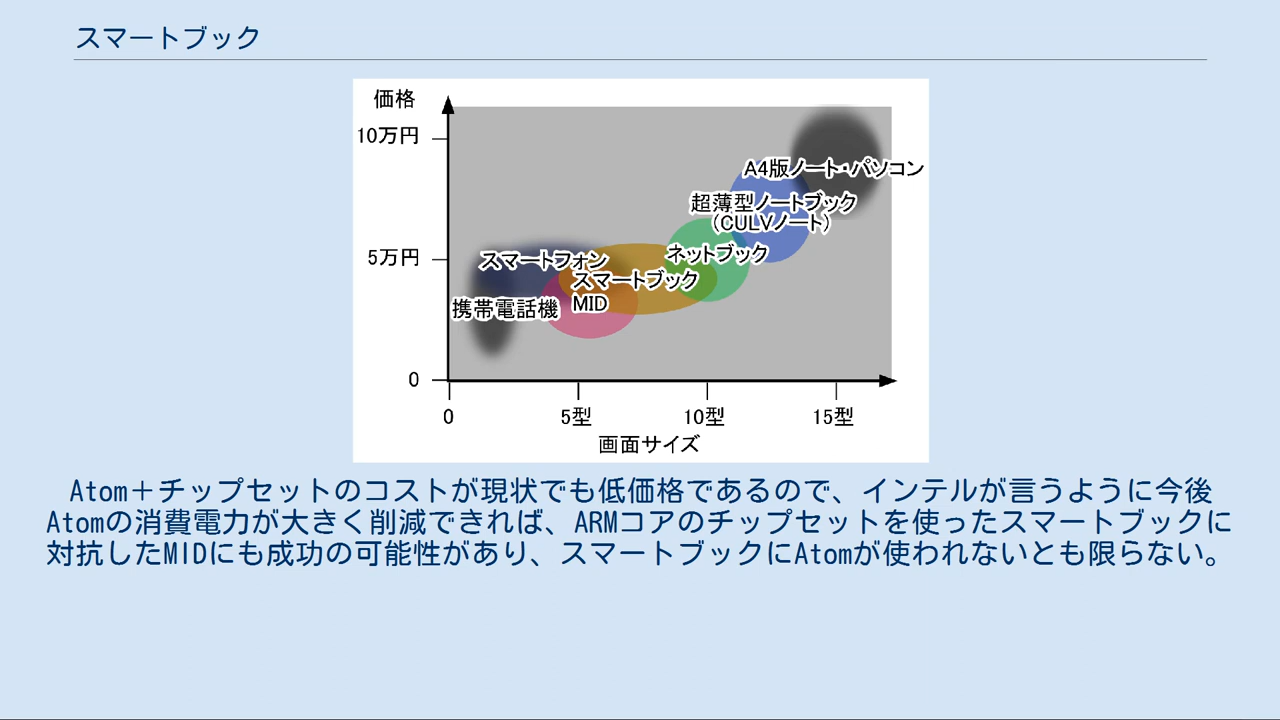 スマートブック
価格
10万円
A4版ノート・パソコン
超薄型ノートブック
(CULVノート)
5万円
スマートフォン
ネットブック
スマートブック
携帯電話機
MID
0
0
5型
10型
15型
画面サイズ
Atom＋チップセットのコストが現状でも低価格であるので、インテルが言うように今後
Atomの消費電力が大きく削減できれば、ARMコアのチップセットを使ったスマートブックに
対抗したMIDにも成功の可能性があり、スマートブックにAtomが使われないとも限らない。